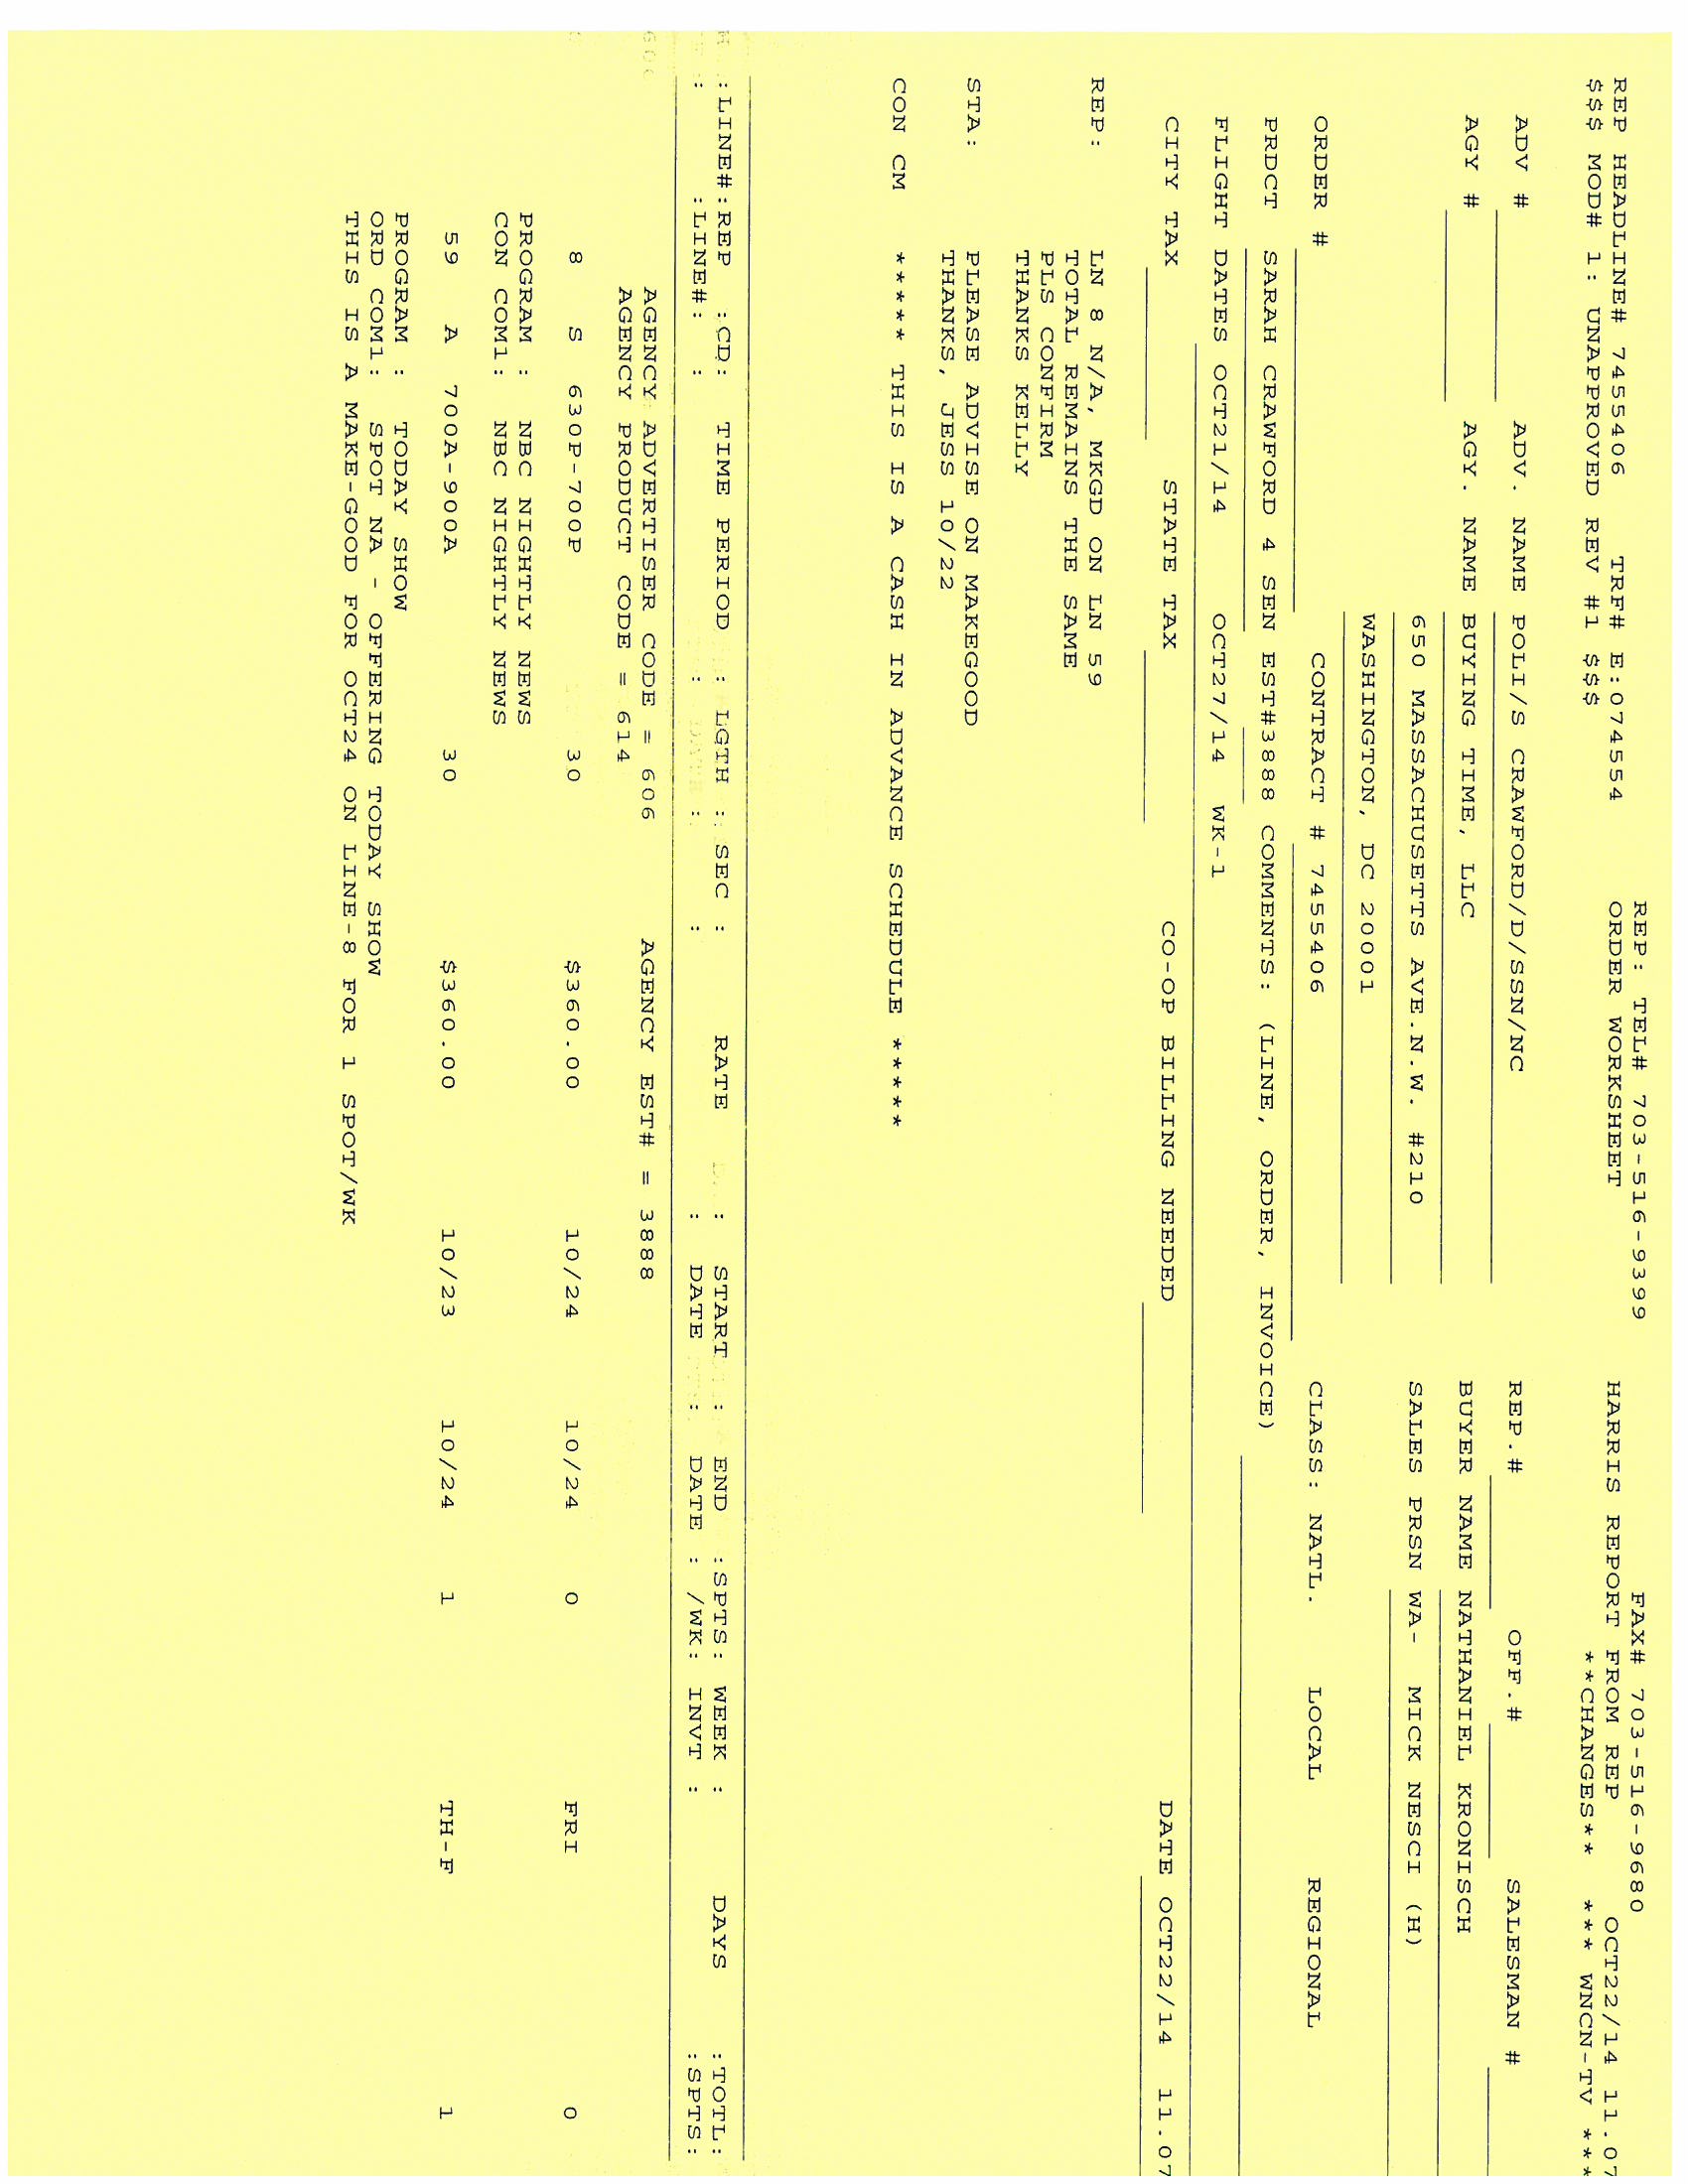 REP: TEL# 703-516-9399 FAX# 703-516-9680
REP HEADLINE# 7455406 TRF# E:074554 ORDER WORKSHEET HARRIS REPORT FROM REP OCT22/14 11.07
$$$ MOD# 1: UNAPPROVED REV #1 $$$ **CHANGES** *** WNCN-TV ***
ADV # ADV. NAME POLI/S CRAWFORD/D/SSN/NC REP.# OFF.# SALESMAN #
AGY # AGY. NAME BUYING TIME, LLC BUYER NAME NATHANIEL KRONISCH
650 MASSACHUSETTS AVE.N.W. #210 SALES PRSN WA- MICK NESCI (H)
WASHINGTON, DC 20001
ORDER # CONTRACT # 7455406 CLASS: NATL. LOCAL REGIONAL
PRDCT SARAH CRAWFORD 4 SEN EST#3888 COMMENTS: (LINE, ORDER, INVOICE)
FLIGHT DATES OCT21/14 OCT27/14 WK-1
CITY TAX STATE TAX CO-OP BILLING NEEDED DATE OCT22/14 11.07
REP: LN 8 N/A, MKGD ON LN 59
TOTAL REMAINS THE SAME
PLS CONFIRM
THANKS KELLY
STA: PLEASE ADVISE ON MAKEGOOD
THANKS, JESS 10/22
CON CM ***** THIS IS A CASH IN ADVANCE SCHEDULE *****
:LINE#:REP :CD: TIME PERIOD : LGTH : SEC : RATE : START : END :SPTS: WEEK : DAYS :TOTL:
: :LINE#: : : : : : DATE : DATE : /WK: INVT : :SPTS:
AGENCY ADVERTISER CODE = 606 AGENCY EST# = 3888
AGENCY PRODUCT CODE = 614
8 S 630P-700P 30 $360.00 10/24 10/24 0 FRI 0
PROGRAM : NBC NIGHTLY NEWS
CON COM1: NBC NIGHTLY NEWS
59 A 700A-900A 30 $360.00 10/23 10/24 1 TH-F 1
PROGRAM : TODAY SHOW
ORD COM1: SPOT NA - OFFERING TODAY SHOW
THIS IS A MAKE-GOOD FOR OCT24 ON LINE-8 FOR 1 SPOT/WK